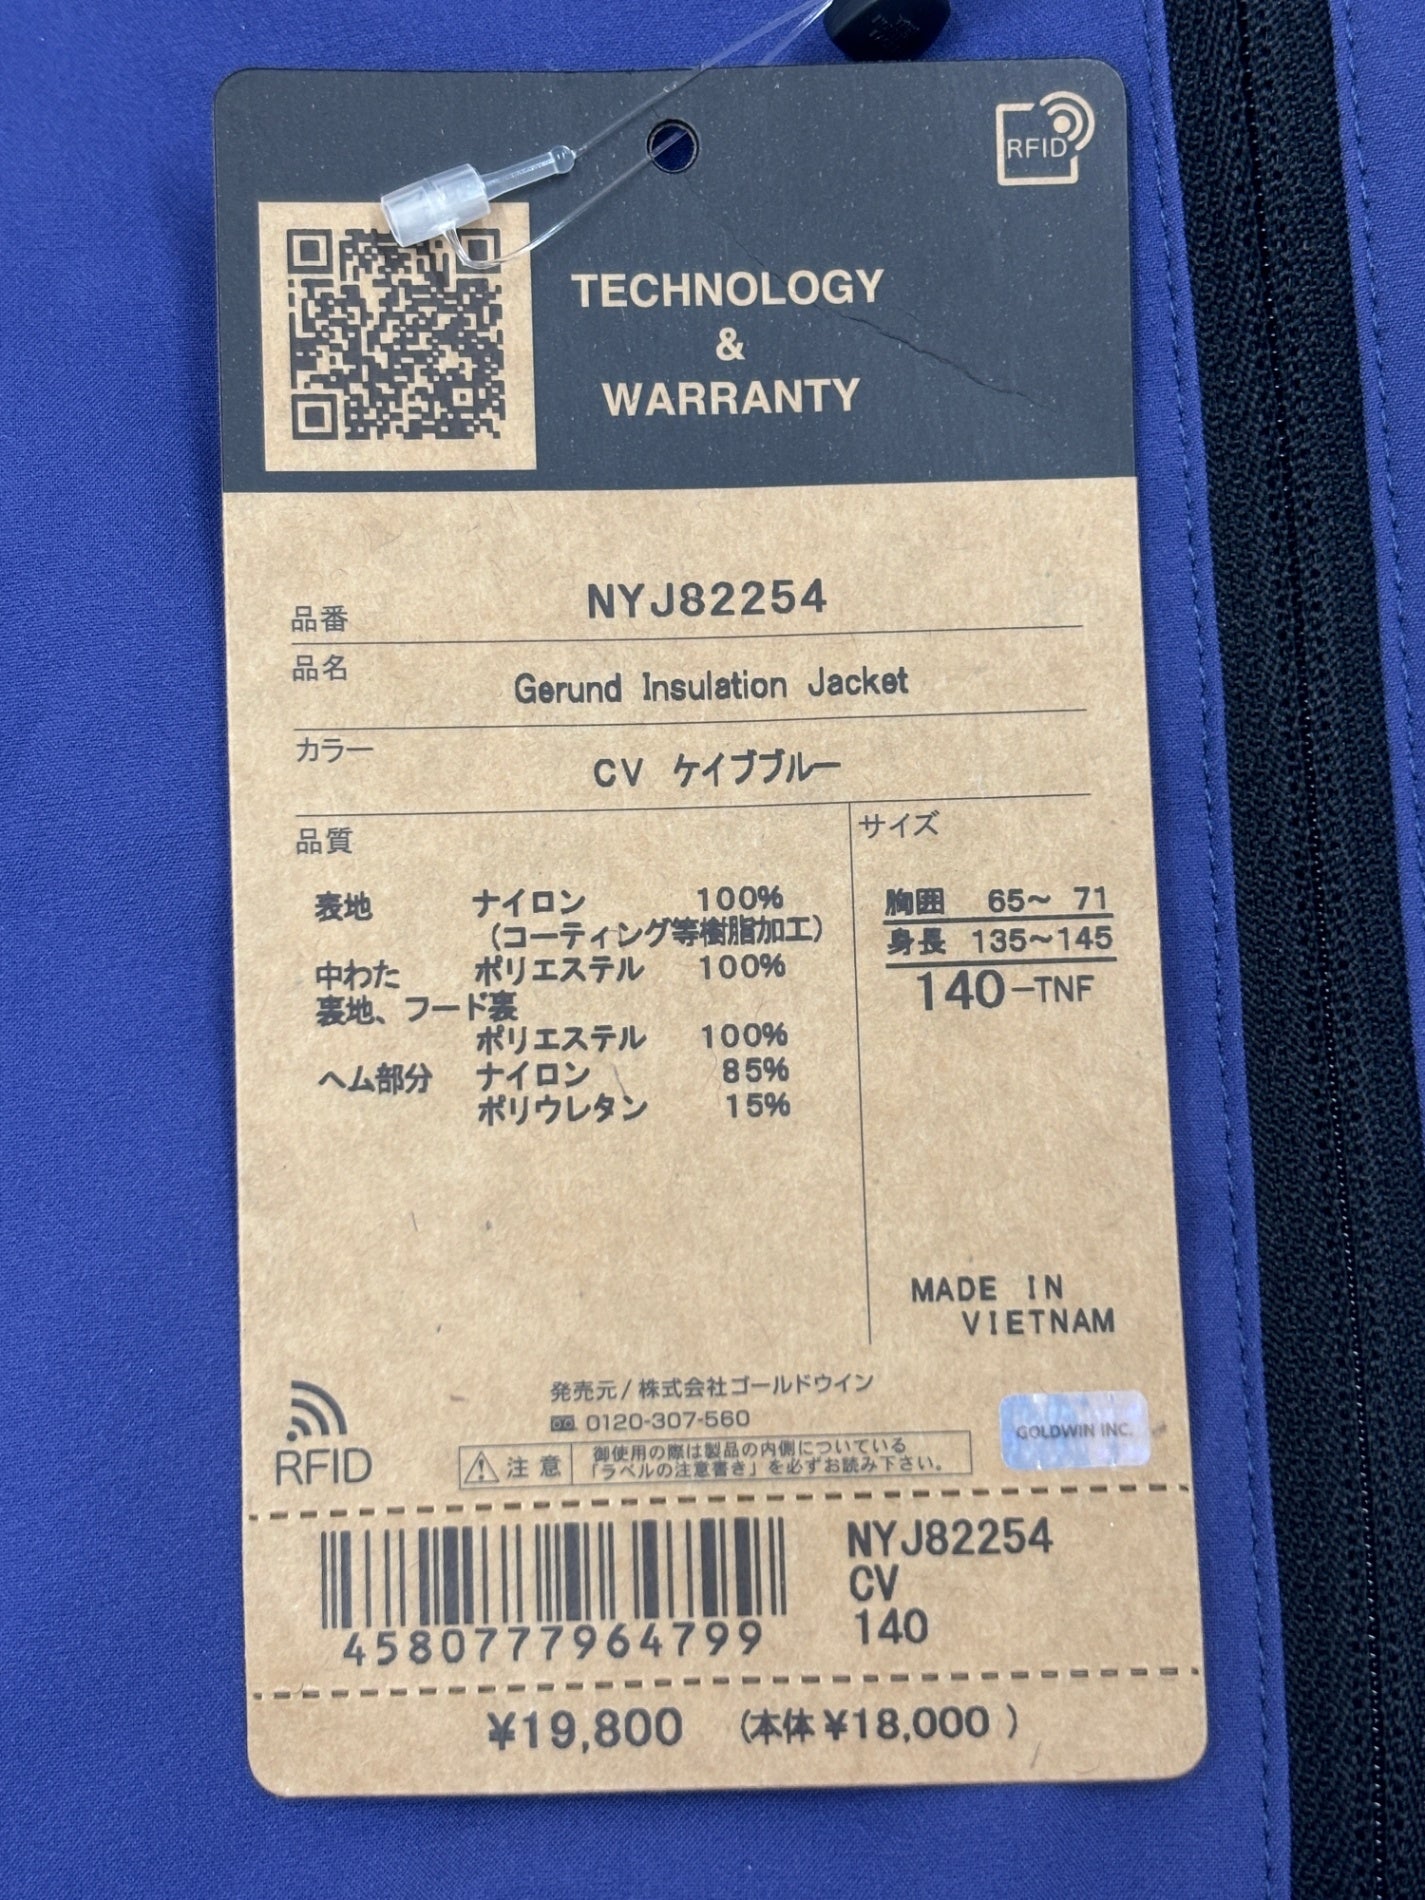 RFID
TECHNOLOGY
&
WARRANTY
品番 NYJ82254
品名 Gerund Insulation Jacket
カラー CV ケイブブルー
品質
表地 ナイロン 100%
(コーティング等樹脂加工)
中わた ポリエステル 100%
裏地、フード裏
ポリエステル 100%
ヘム部分 ナイロン 85%
ポリウレタン 15%
サイズ
胸囲 65～ 71
身長 135～145
140-TNF
MADE IN
VIETNAM
RFID
発売元/株式会社ゴールドウイン
0120-307-560
注意
御使用の際は製品の内側についている
「ラベルの注意書き」を必ずお読み下さい。
GOLDWIN INC.
4580777964799
NYJ82254
CV
140
¥19,800 (本体 ¥18,000 )